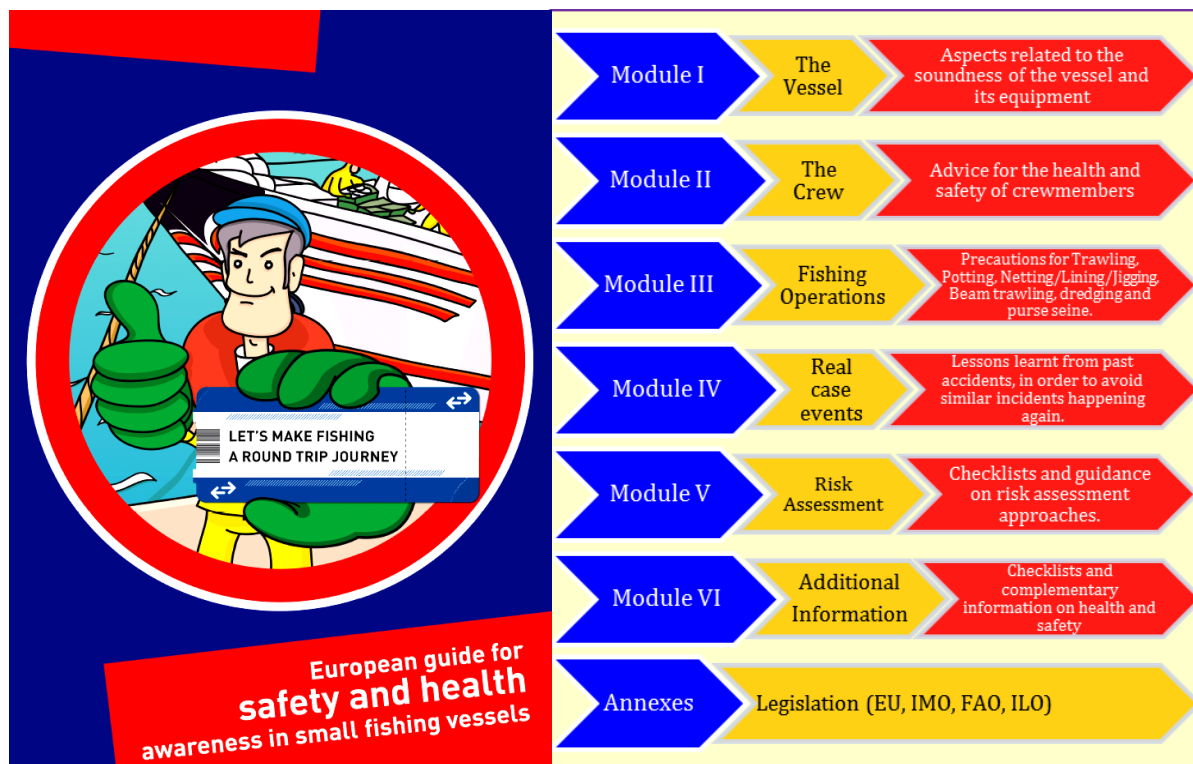 LET'S MAKE FISHING
A ROUND TRIP JOURNEY
European guide for
safety and health
awareness in small fishing vessels
Module I
The
Vessel
Aspects related to the
soundness of the vessel and
its equipment
Module II
The
Crew
Advice for the health and
safety of crewmembers
Module III
Fishing
Operations
Precautions for Trawling,
Potting, Netting/Lining/Jigging,
Beam trawling, dredging and
purse seine.
Module IV
Real
case
events
Lessons learnt from past
accidents, in order to avoid
similar incidents happening
again.
Module V
Risk
Assessment
Checklists and guidance
on risk assessment
approaches.
Module VI
Additional
Information
Checklists and
complementary
information on health and
safety
Annexes
Legislation (EU, IMO, FAO, ILO)